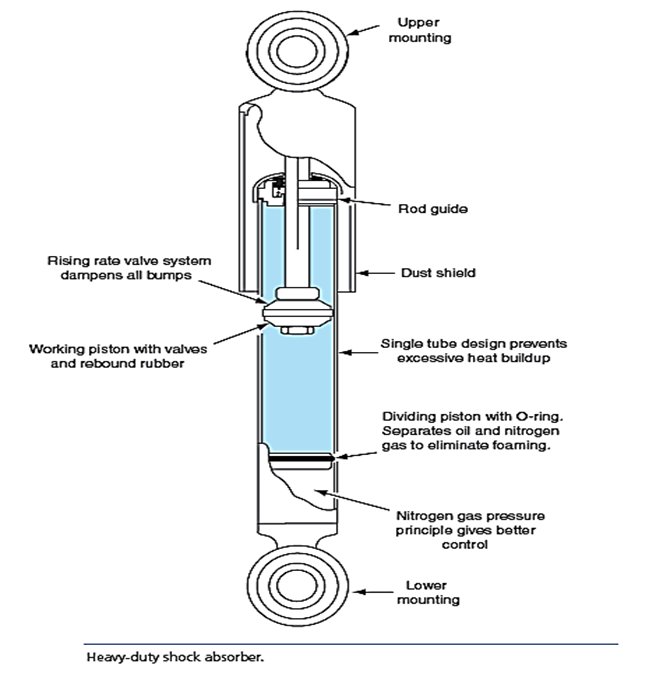 Upper
mounting
Rod guide
Rising rate valve system
dampens all bumps
Dust shield
Working piston with valves
and rebound rubber
Single tube design prevents
excessive heat buildup
Dividing piston with O-ring.
Separates oil and nitrogen
gas to eliminate foaming.
Nitrogen gas pressure
principle gives better
control
Lower
mounting
Heavy-duty shock absorber.